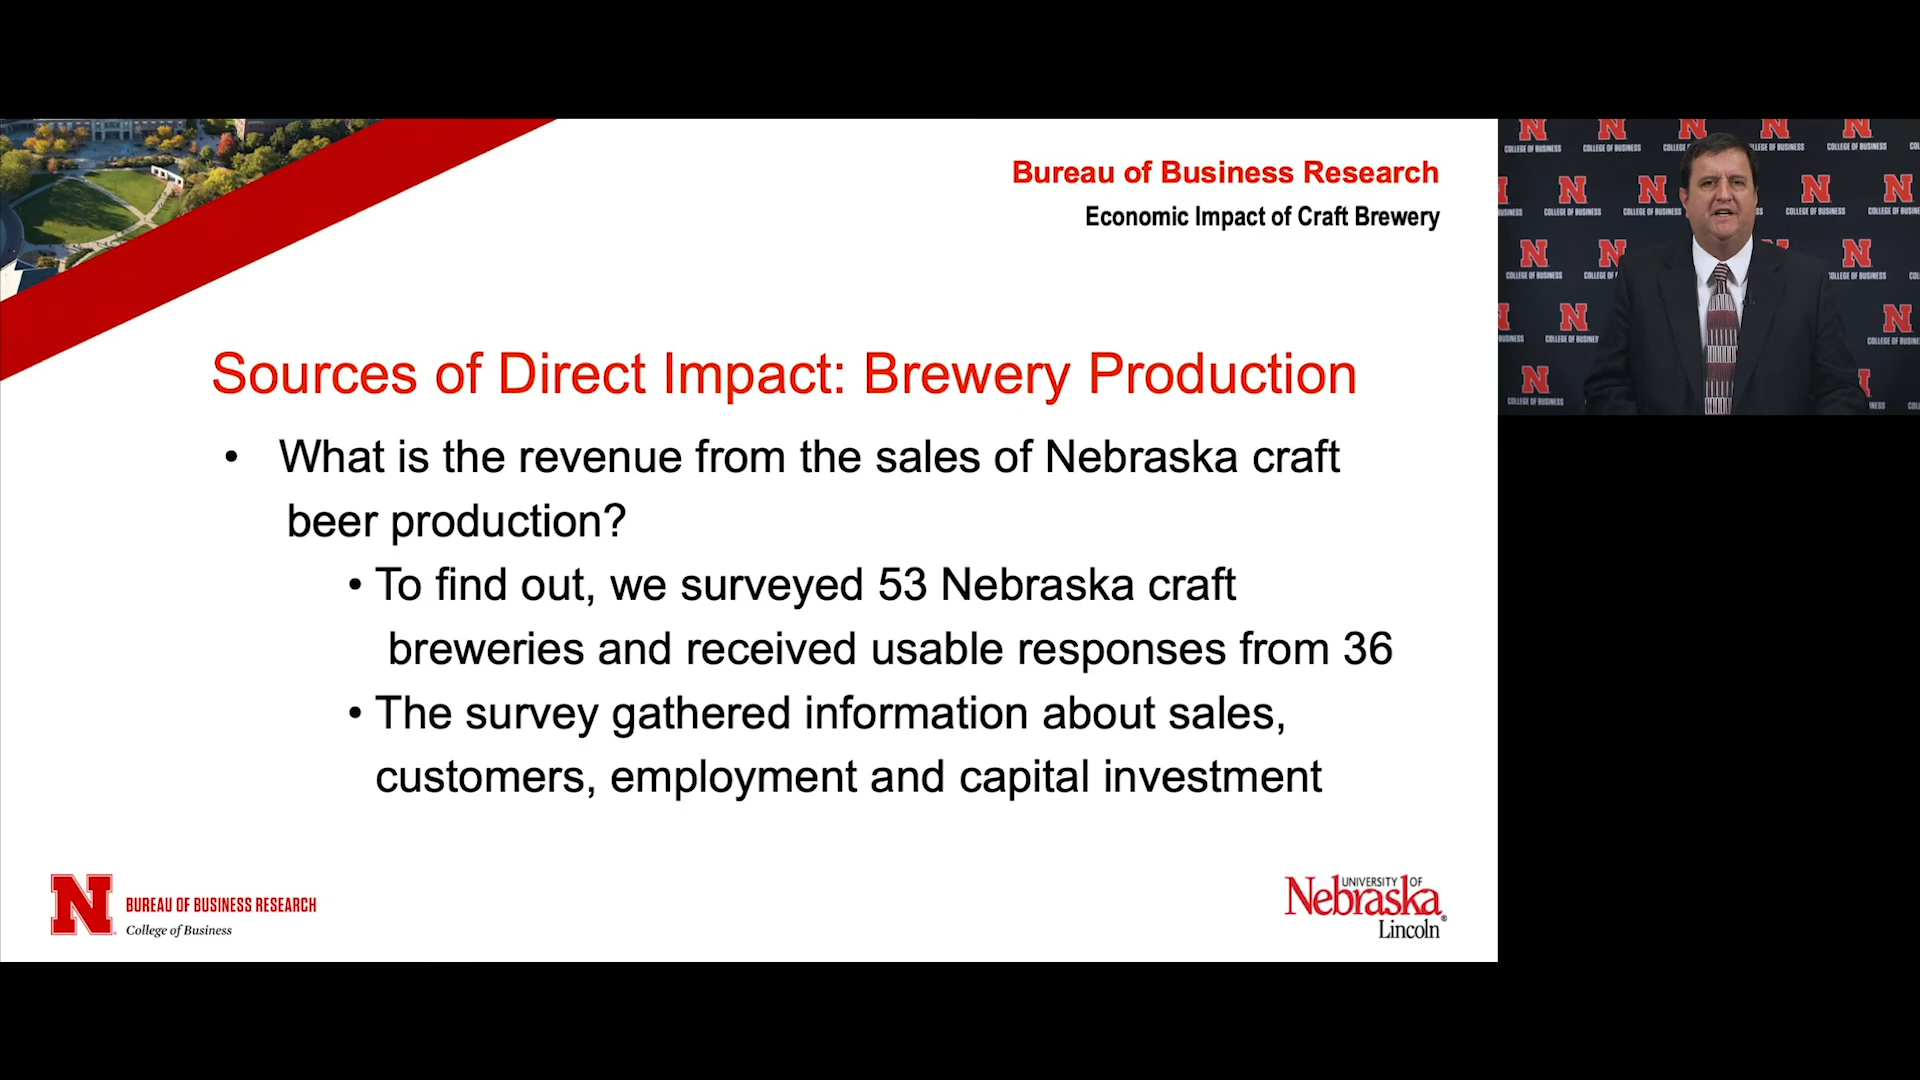 Bureau of Business Research
Economic Impact of Craft Brewery
Sources of Direct Impact: Brewery Production
• What is the revenue from the sales of Nebraska craft
beer production?
• To find out, we surveyed 53 Nebraska craft
breweries and received usable responses from 36
• The survey gathered information about sales,
customers, employment and capital investment
N
BUREAU OF BUSINESS RESEARCH
College of Business
UNIVERSITY OF
Nebraska®
Lincoln
N
COLLEGE OF BUSINESS